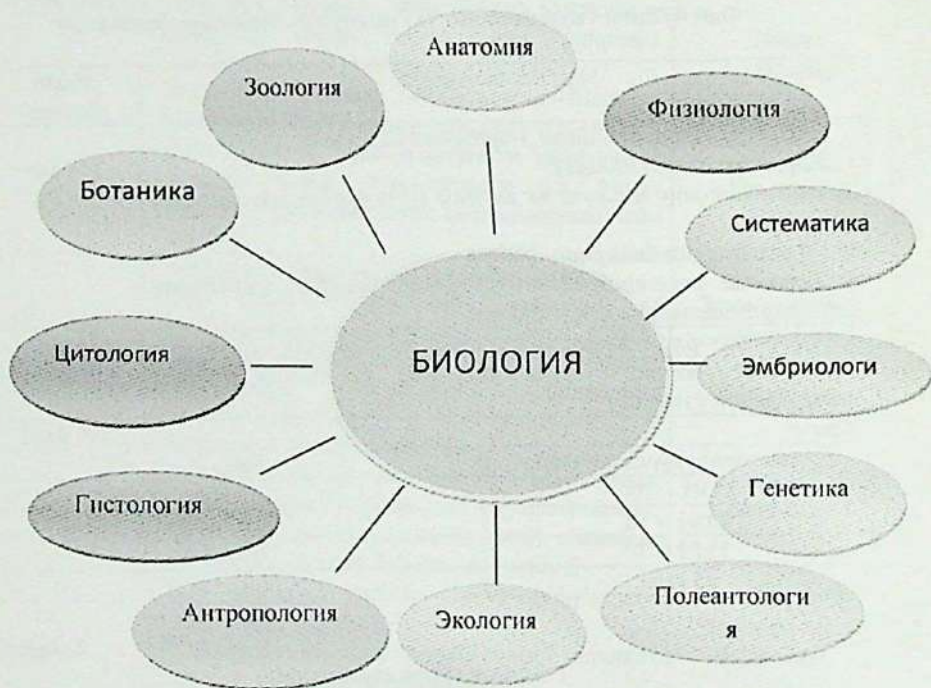 Анатомия
Зоология
Физиология
Ботаника
Систематика
Цитология
БИОЛОГИЯ
Эмбриологи
Гистология
Генетика
Антропология
Экология
Полеантологи
я